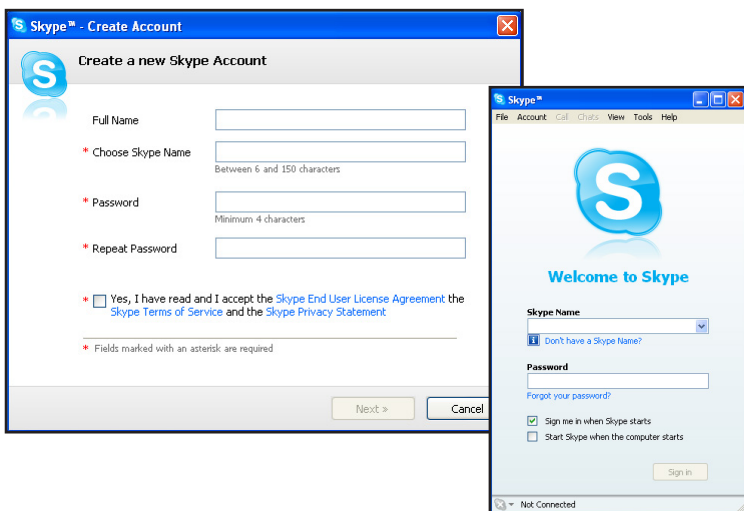 Skype™ - Create Account
Create a new Skype Account
Full Name
* Choose Skype Name
Between 6 and 150 characters
* Password
Minimum 4 characters
* Repeat Password
* Yes, I have read and I accept the Skype End User License Agreement the
Skype Terms of Service and the Skype Privacy Statement
* Fields marked with an asterisk are required
Next »
Cancel
Skype™
File Account Call Chats View Tools Help
Welcome to Skype
Skype Name
Don't have a Skype Name?
Password
Forgot your password?
Sign me in when Skype starts
Start Skype when the computer starts
Sign in
Not Connected